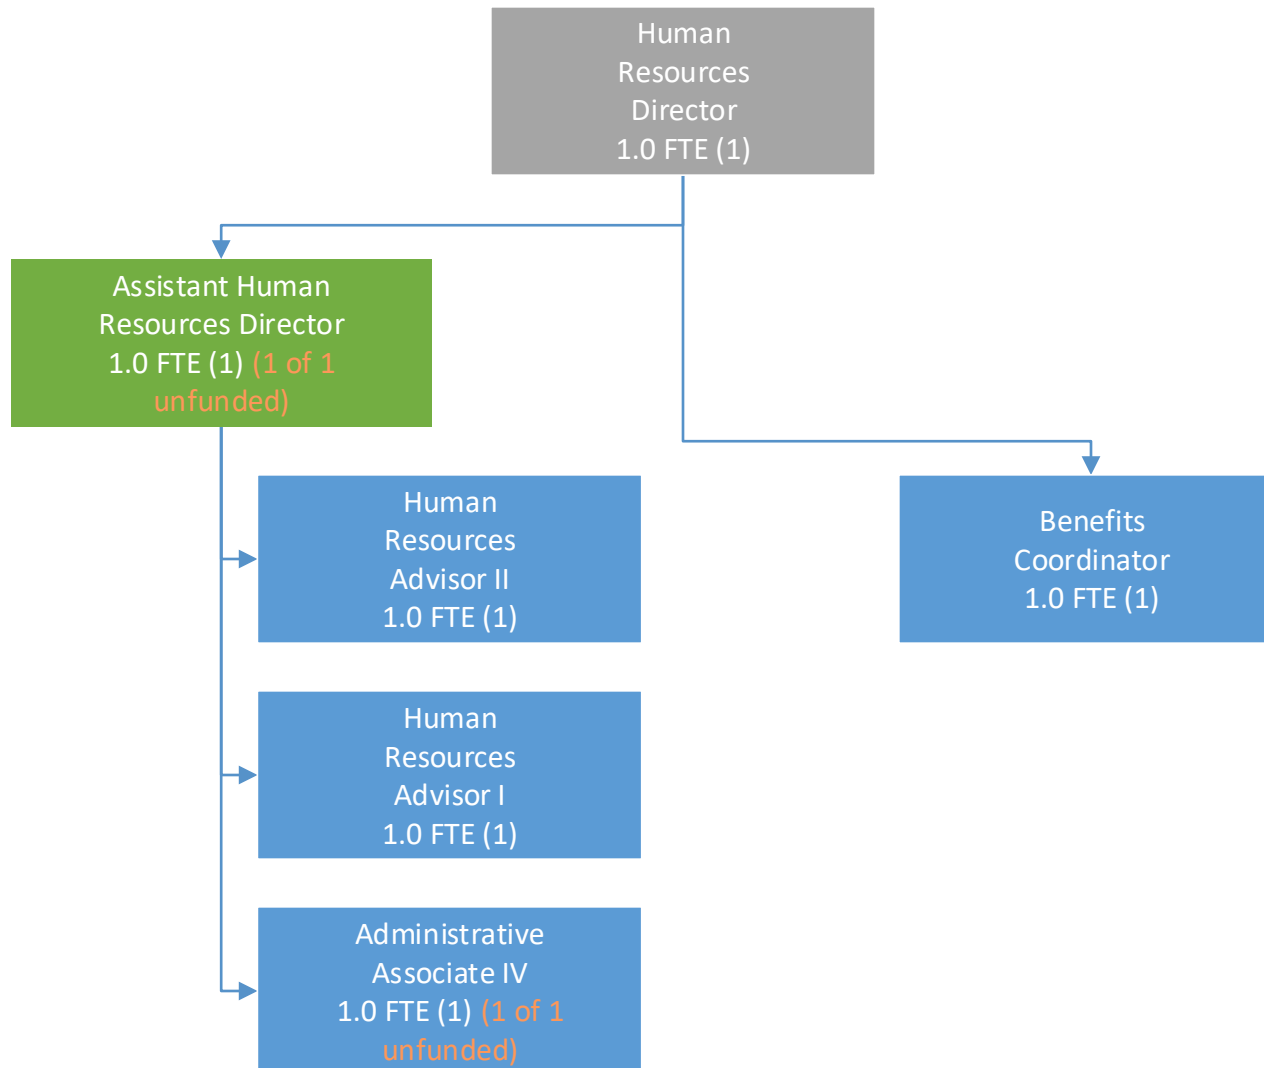 Human
Resources
Director
1.0 FTE (1)
Assistant Human
Resources Director
1.0 FTE (1) (1 of 1
unfunded)
Human
Resources
Advisor II
1.0 FTE (1)
Benefits
Coordinator
1.0 FTE (1)
Human
Resources
Advisor I
1.0 FTE (1)
Administrative
Associate IV
1.0 FTE (1) (1 of 1
unfunded)